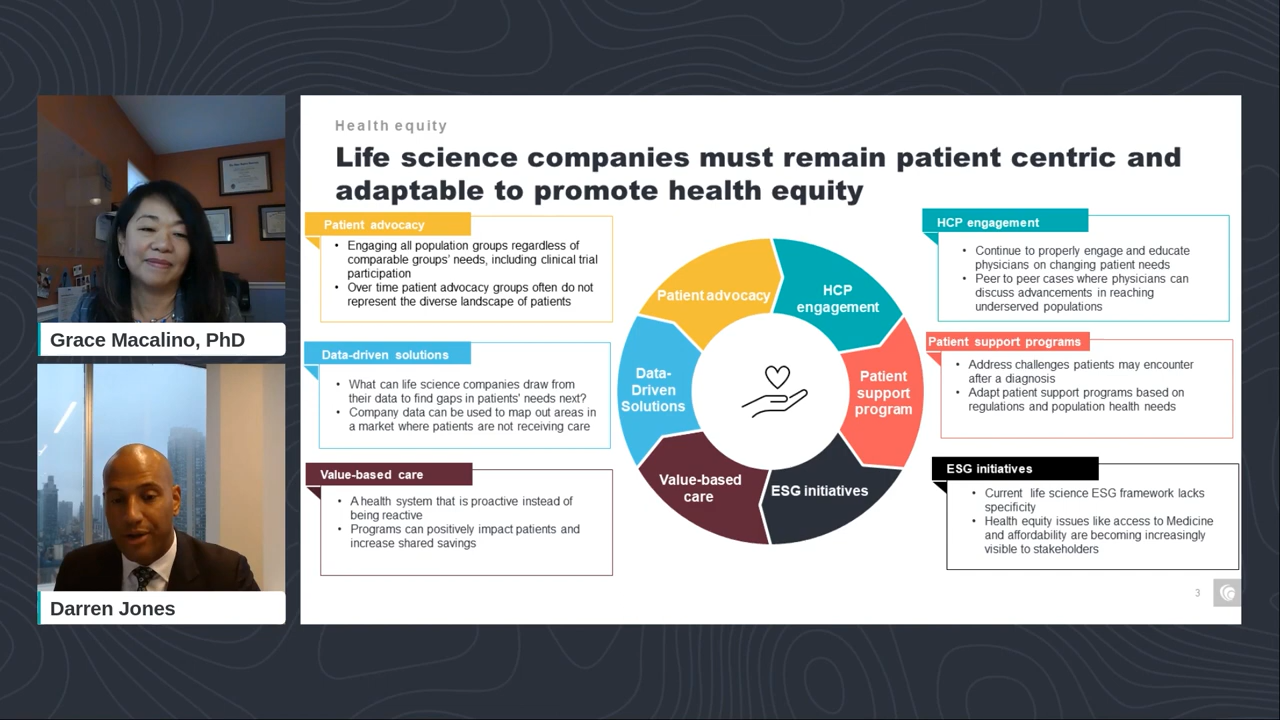 Grace Macalino, PhD
Darren Jones
Health equity
Life science companies must remain patient centric and
adaptable to promote health equity
Patient advocacy
• Engaging all population groups regardless of
comparable groups' needs, including clinical trial
participation
• Over time patient advocacy groups often do not
represent the diverse landscape of patients
Data-driven solutions
• What can life science companies draw from
their data to find gaps in patients' needs next?
• Company data can be used to map out areas in
a market where patients are not receiving care
Value-based care
• A health system that is proactive instead of
being reactive
• Programs can positively impact patients and
increase shared savings
Patient advocacy
HCP
engagement
Data-
Driven
Solutions
Patient
support
program
Value-based
care
ESG initiatives
HCP engagement
• Continue to properly engage and educate
physicians on changing patient needs
• Peer to peer cases where physicians can
discuss advancements in reaching
underserved populations
Patient support programs
• Address challenges patients may encounter
after a diagnosis
• Adapt patient support programs based on
regulations and population health needs
ESG initiatives
• Current life science ESG framework lacks
specificity
• Health equity issues like access to Medicine
and affordability are becoming increasingly
visible to stakeholders
3